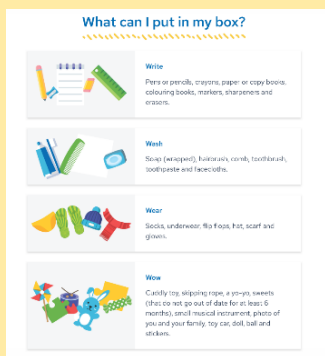 What can I put in my box?
Write
Pens or pencils, crayons, paper or copy books,
colouring books, markers, sharpeners and
erasers.
Wash
Soap (wrapped), hairbrush, comb, toothbrush,
toothpaste and facecloths.
Wear
Socks, underwear, flip flops, hat, scarf and
gloves.
Wow
Cuddly toy, skipping rope, a yo-yo, sweets
(that do not go out of date for at least 6
months), small musical instrument, photo of
you and your family, toy car, doll, ball and
stickers.